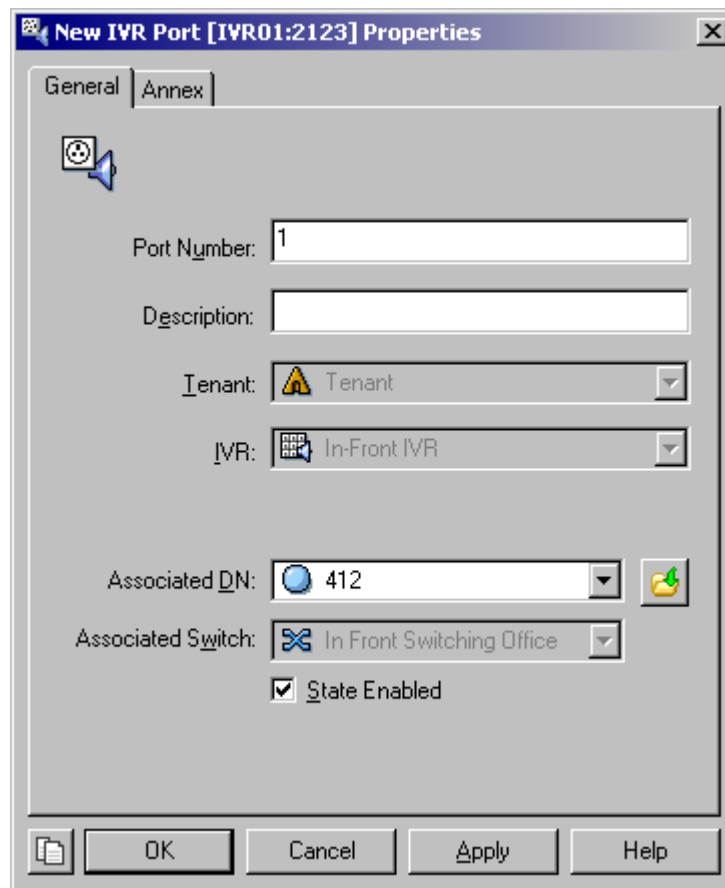 New IVR Port [IVR01:2123] Properties
General Annex
Port Number: 1
Description:
Tenant: Tenant
IVR: In-Front IVR
Associated DN: 412
Associated Switch: In Front Switching Office
State Enabled
OK Cancel Apply Help